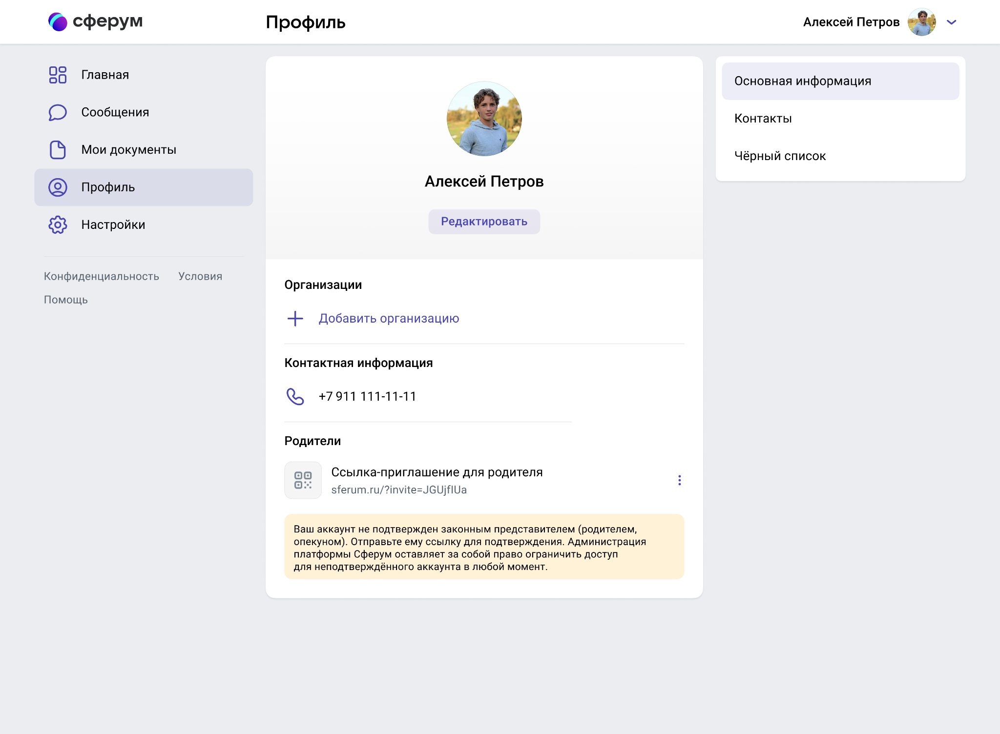 сферум
Профиль
Алексей Петров
Главная
Сообщения
Мои документы
Профиль
Настройки
Конфиденциальность Условия
Помощь
Алексей Петров
Редактировать
Организации
Добавить организацию
Контактная информация
+7 911 111-11-11
Родители
Ссылка-приглашение для родителя
sferum.ru/?invite=JGUjfIUa
Ваш аккаунт не подтвержден законным представителем (родителем,
опекуном). Отправьте ему ссылку для подтверждения. Администрация
платформы Сферум оставляет за собой право ограничить доступ
для неподтверждённого аккаунта в любой момент.
Основная информация
Контакты
Чёрный список